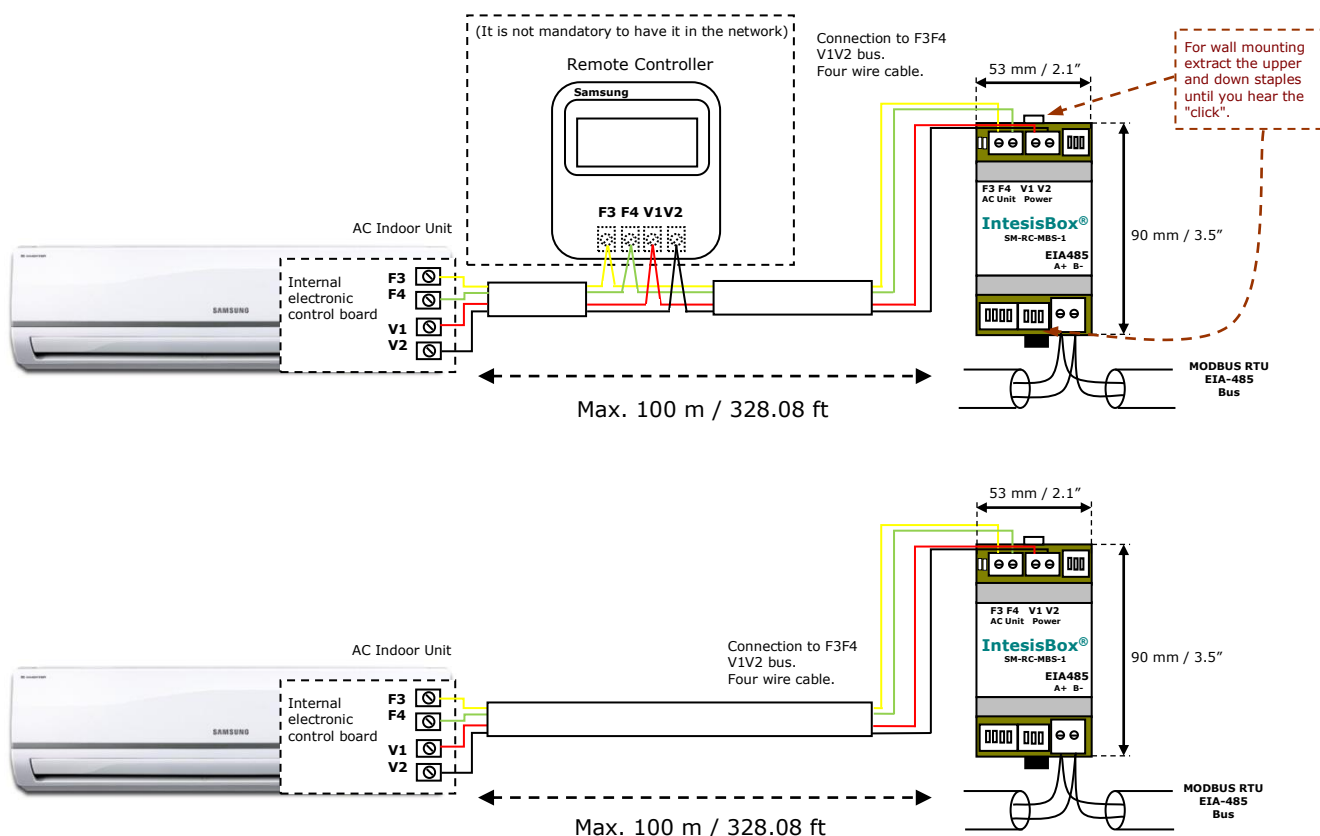 (It is not mandatory to have it in the network)
Remote Controller
Samsung
F3 F4 V1V2
Connection to F3F4
V1V2 bus.
Four wire cable.
53 mm / 2.1”
For wall mounting
extract the upper
and down staples
until you hear the
"click".
F3 F4 V1 V2
AC Unit Power
IntesisBox®
SM-RC-MBS-1
EIA485
A+ B-
90 mm / 3.5”
AC Indoor Unit
Internal
electronic
control board
F3
F4
V1
V2
SAMSUNG
MODBUS RTU
EIA-485
Bus
Max. 100 m / 328.08 ft
53 mm / 2.1”
F3 F4 V1 V2
AC Unit Power
IntesisBox®
SM-RC-MBS-1
EIA485
A+ B-
90 mm / 3.5”
Connection to F3F4
V1V2 bus.
Four wire cable.
AC Indoor Unit
Internal
electronic
control board
F3
F4
V1
V2
SAMSUNG
MODBUS RTU
EIA-485
Bus
Max. 100 m / 328.08 ft